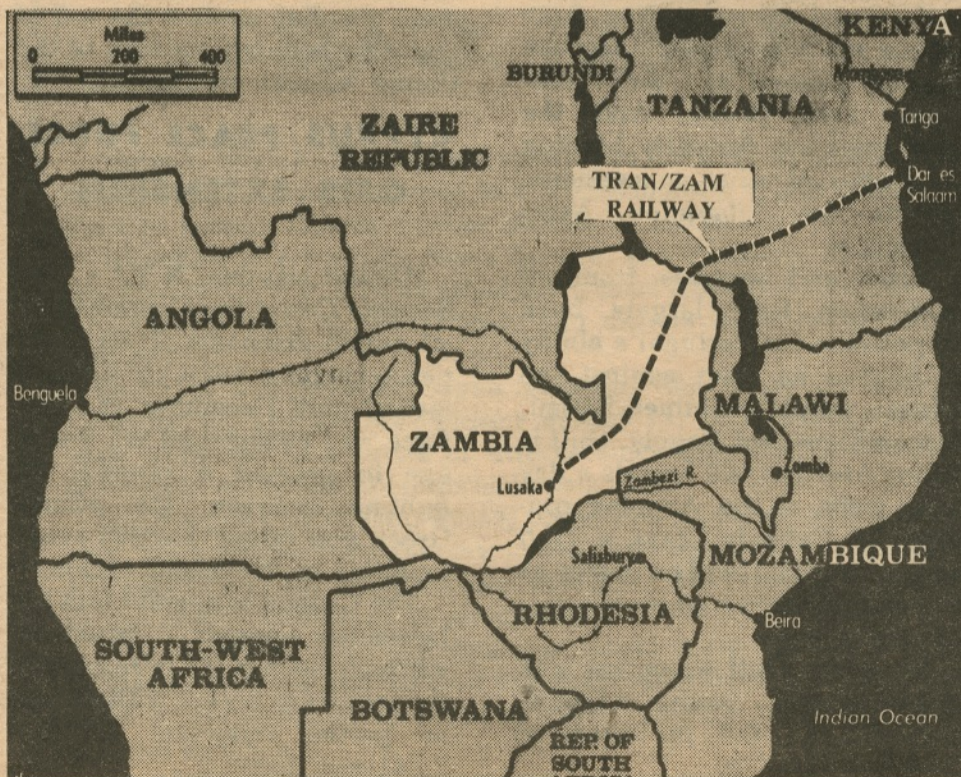 Miles
0 200 400
KENYA
BURUNDI
Mombasa
TANZANIA
Tanga
ZAIRE
REPUBLIC
Dar es
Salaam
TRAN/ZAM
RAILWAY
ANGOLA
Benguela
MALAWI
ZAMBIA
Zomba
Lusaka
Zambezi R.
MOZAMBIQUE
Salisbury
RHODESIA
Beira
SOUTH-WEST
AFRICA
BOTSWANA
Indian Ocean
REP. OF
SOUTH